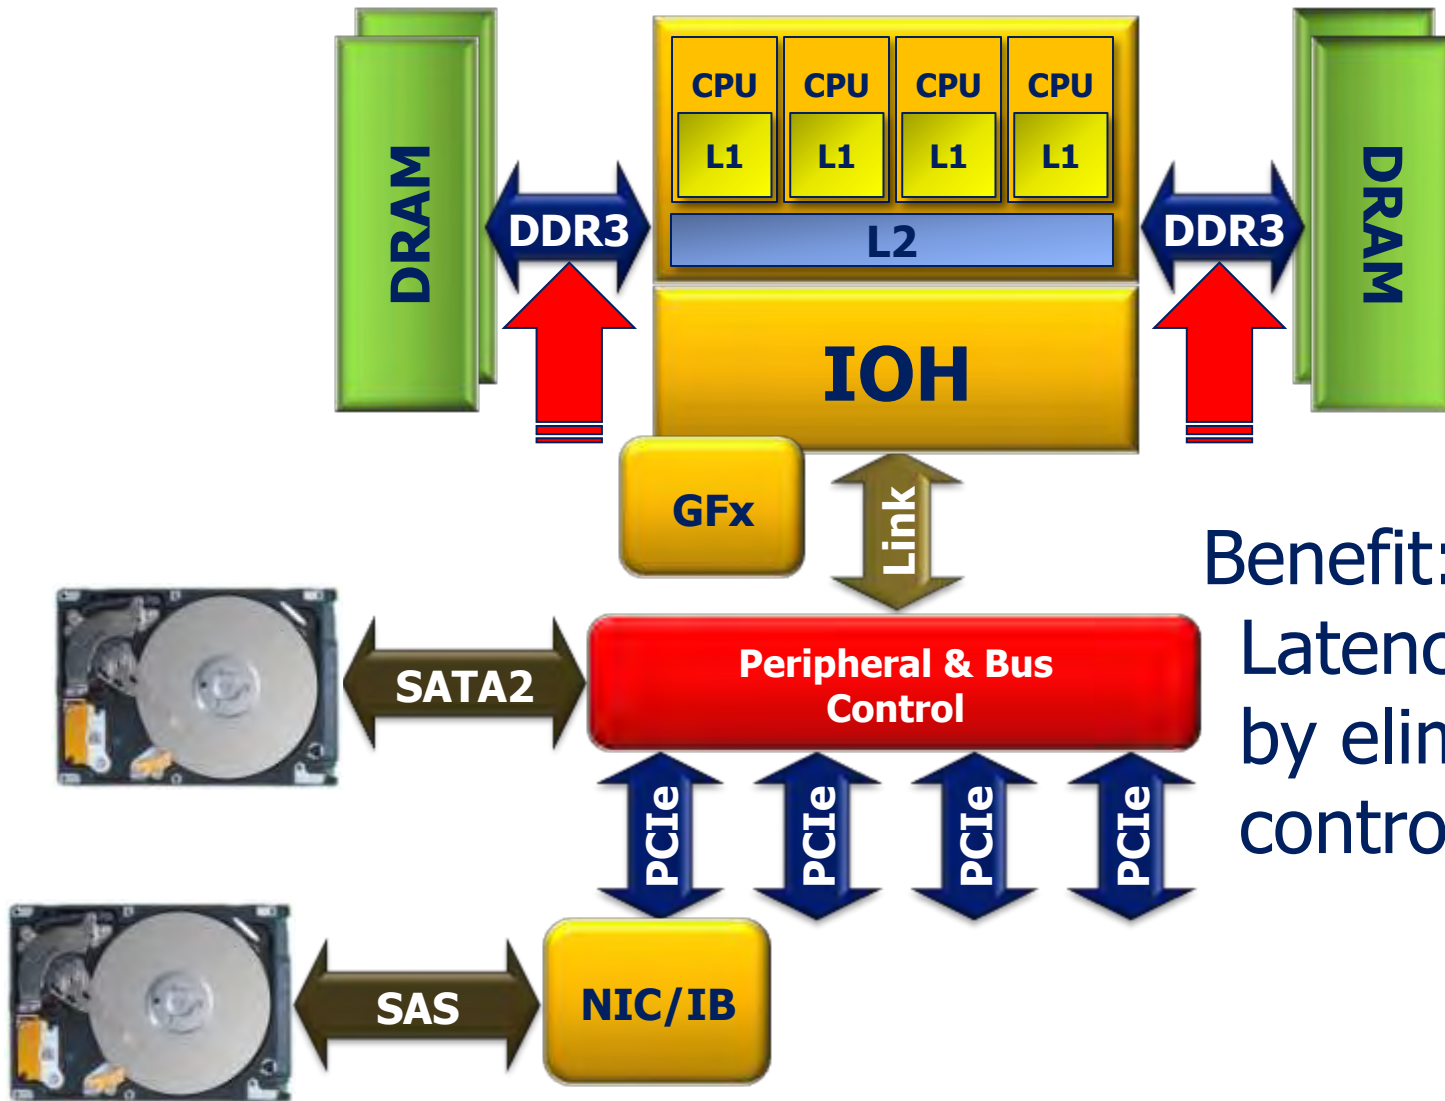 CPU CPU CPU CPU
L1 L1 L1 L1
DRAM
DDR3
L2
DDR3
DRAM
IOH
GFx
Link
Benefit:
SATA2
Peripheral & Bus
Control
by
PCIe PCIe PCIe PCIe
SAS
NIC/IB